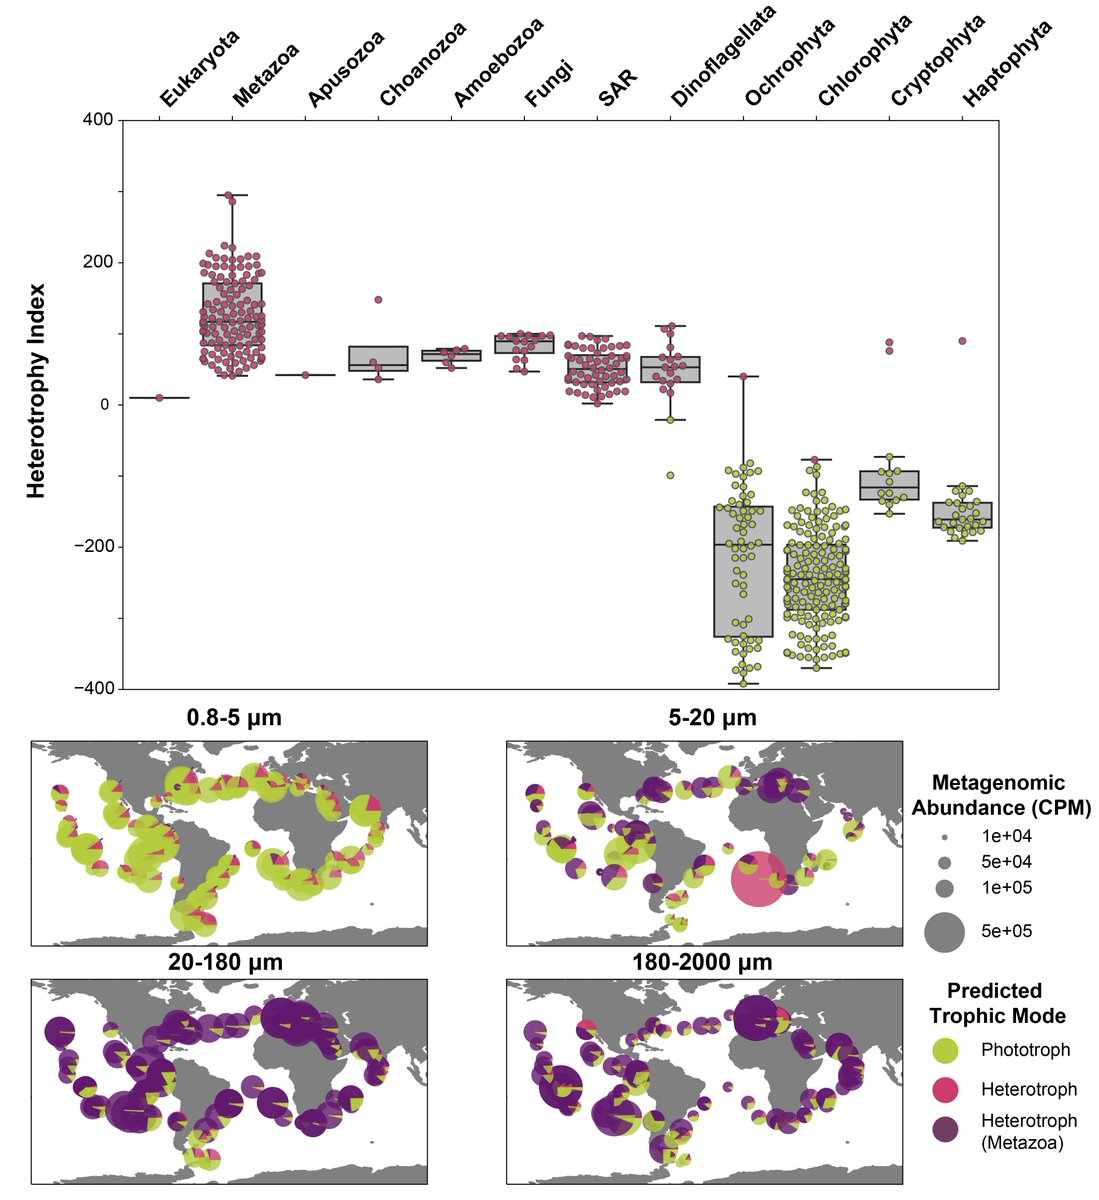 Eukaryota
Metazoa
Apusozoa
Choanozoa
Amoebozoa
Fungi
SAR
Dinoflagellata
Ochrophyta
Chlorophyta
Cryptophyta
Haptophyta
400
200
0
−200
−400
Heterotrophy Index
0.8-5 µm
5-20 µm
20-180 µm
180-2000 µm
Metagenomic
Abundance (CPM)
1e+04
5e+04
1e+05
5e+05
Predicted
Trophic Mode
Phototroph
Heterotroph
Heterotroph
(Metazoa)